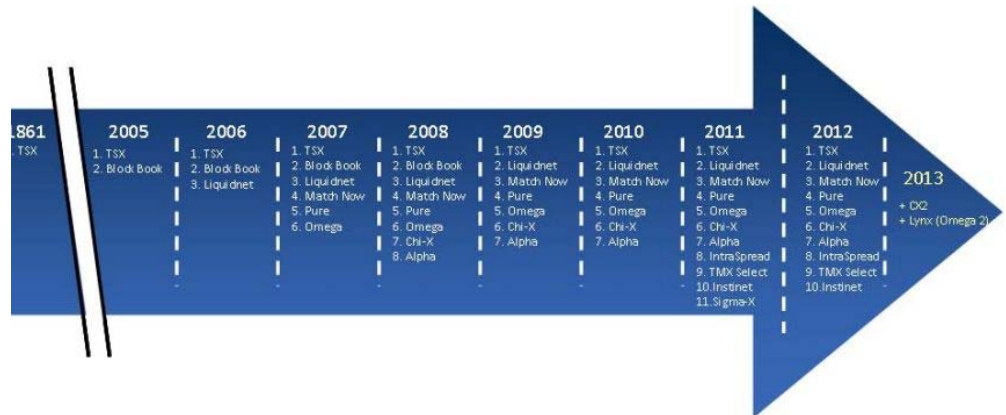 1861
. TSX
2005
1. TSX
2. Block Book
2006
1. TSX
2. Block Book
3. Liquidnet
2007
1. TSX
2. Block Book
3. Liquidnet
4. Match Now
5. Pure
6. Omega
2008
1. TSX
2. Block Book
3. Liquidnet
4. Match Now
5. Pure
6. Omega
7. Chi-X
8. Alpha
2009
1. TSX
2. Liquidnet
3. Match Now
4. Pure
5. Omega
6. Chi-X
7. Alpha
2010
1. TSX
2. Liquidnet
3. Match Now
4. Pure
5. Omega
6. Chi-X
7. Alpha
2011
1. TSX
2. Liquidnet
3. Match Now
4. Pure
5. Omega
6. Chi-X
7. Alpha
8. IntraSpread
9. TMX Select
10.Instinet
11.Sigma-X
2012
1. TSX
2. Liquidnet
3. Match Now
4. Pure
5. Omega
6. Chi-X
7. Alpha
8. IntraSpread
9. TMX Select
10.Instinet
2013
+ CX2
+ Lynx (Omega 2)